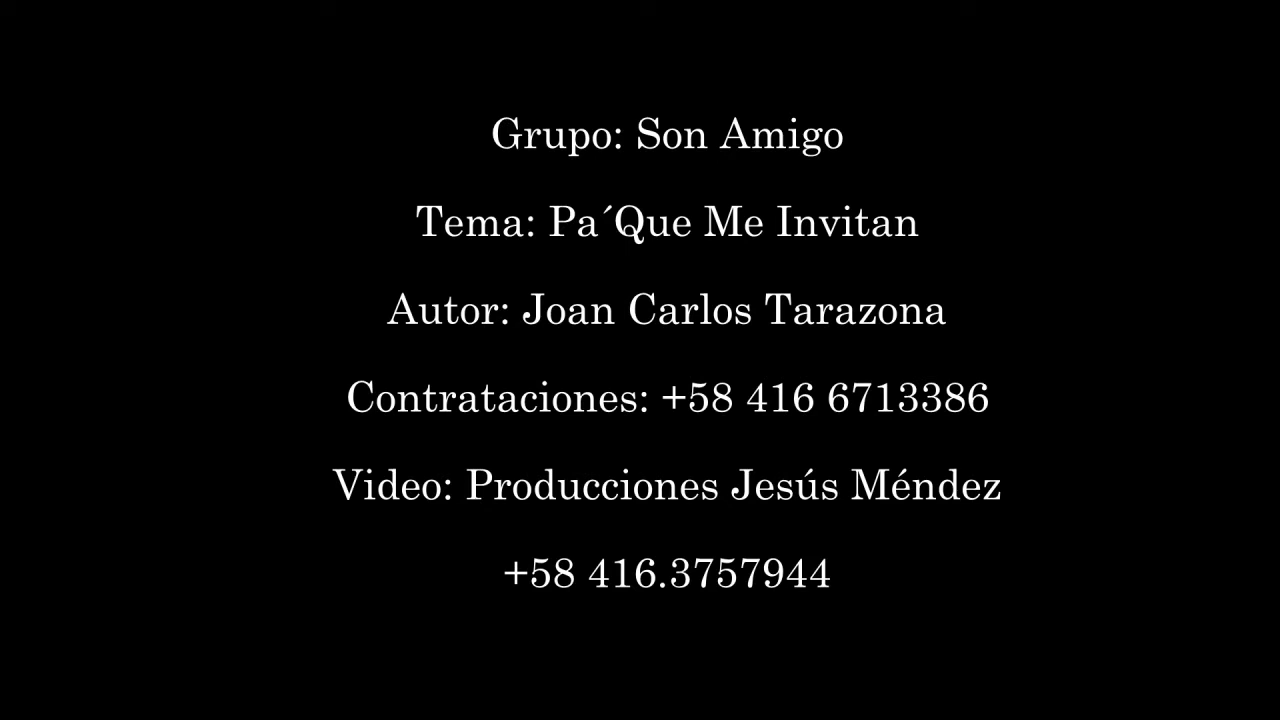 Grupo: Son Amigo
Tema: Pa´Que Me Invitan
Autor: Joan Carlos Tarazona
Contrataciones: +58 416 6713386
Video: Producciones Jesús Méndez
+58 416.3757944